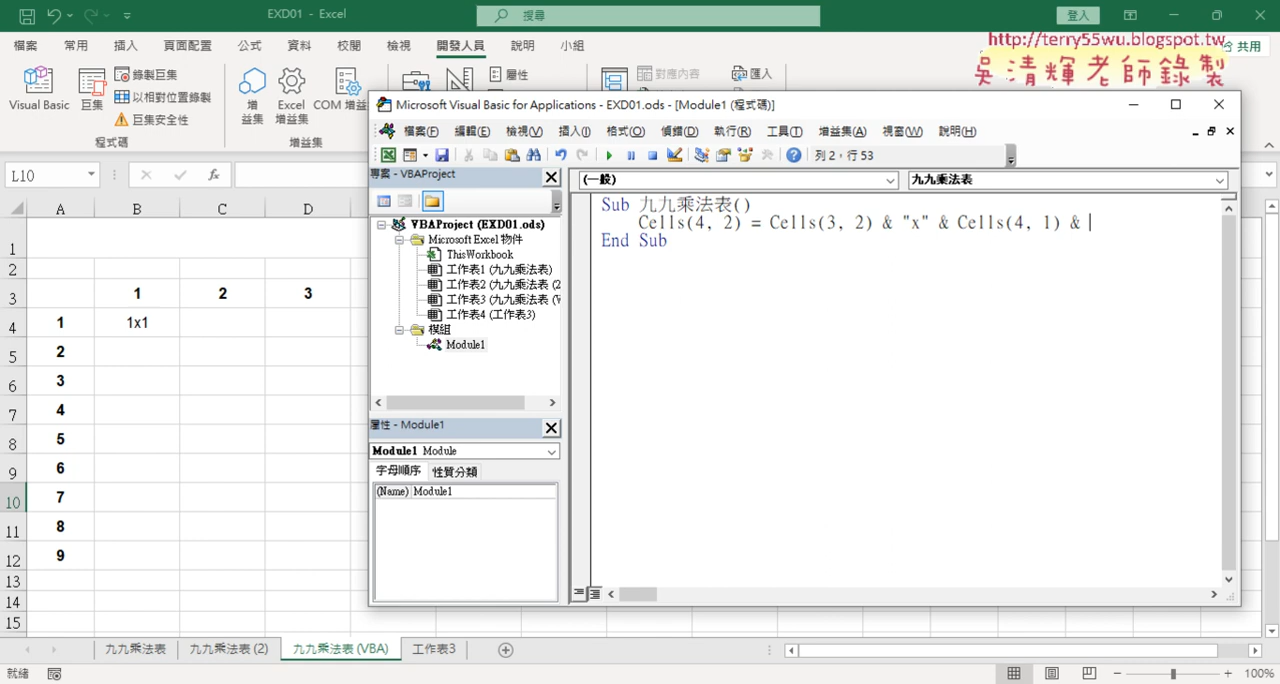 EXD01 - Excel
搜尋
登入
檔案 常用 插入 頁面配置 公式 資料 校閱 檢視 開發人員 說明 小組
共用
http://terry55wu.blogspot.tw
吳清輝老師錄製
Visual Basic
巨集
錄製巨集
以相對位置錄製
巨集安全性
程式碼
增益集
Excel 增益集
COM 增益
增益集
屬性
對應內容
匯入
Microsoft Visual Basic for Applications - EXD01.ods - [Module1 (程式碼)]
檔案(F) 編輯(E) 檢視(V) 插入(I) 格式(O) 偵錯(D) 執行(R) 工具(T) 增益集(A) 視窗(W) 說明(H)
列 2，行 53
L10
fx
專案 - VBAProject
(一般)
九九乘法表
VBAProject (EXD01.ods)
Microsoft Excel 物件
ThisWorkbook
工作表1 (九九乘法表)
工作表2 (九九乘法表 (2
工作表3 (九九乘法表 (V
工作表4 (工作表3)
模組
Module1
Sub 九九乘法表()
Cells(4, 2) = Cells(3, 2) & "x" & Cells(4, 1) &
End Sub
屬性 - Module1
Module1 Module
字母順序 性質分類
(Name) Module1
A B C D
1
2
3 1 2 3
4 1 1x1
5 2
6 3
7 4
8 5
9 6
10 7
11 8
12 9
13
14
15
九九乘法表 九九乘法表 (2) 九九乘法表 (VBA) 工作表3
就緒
100%